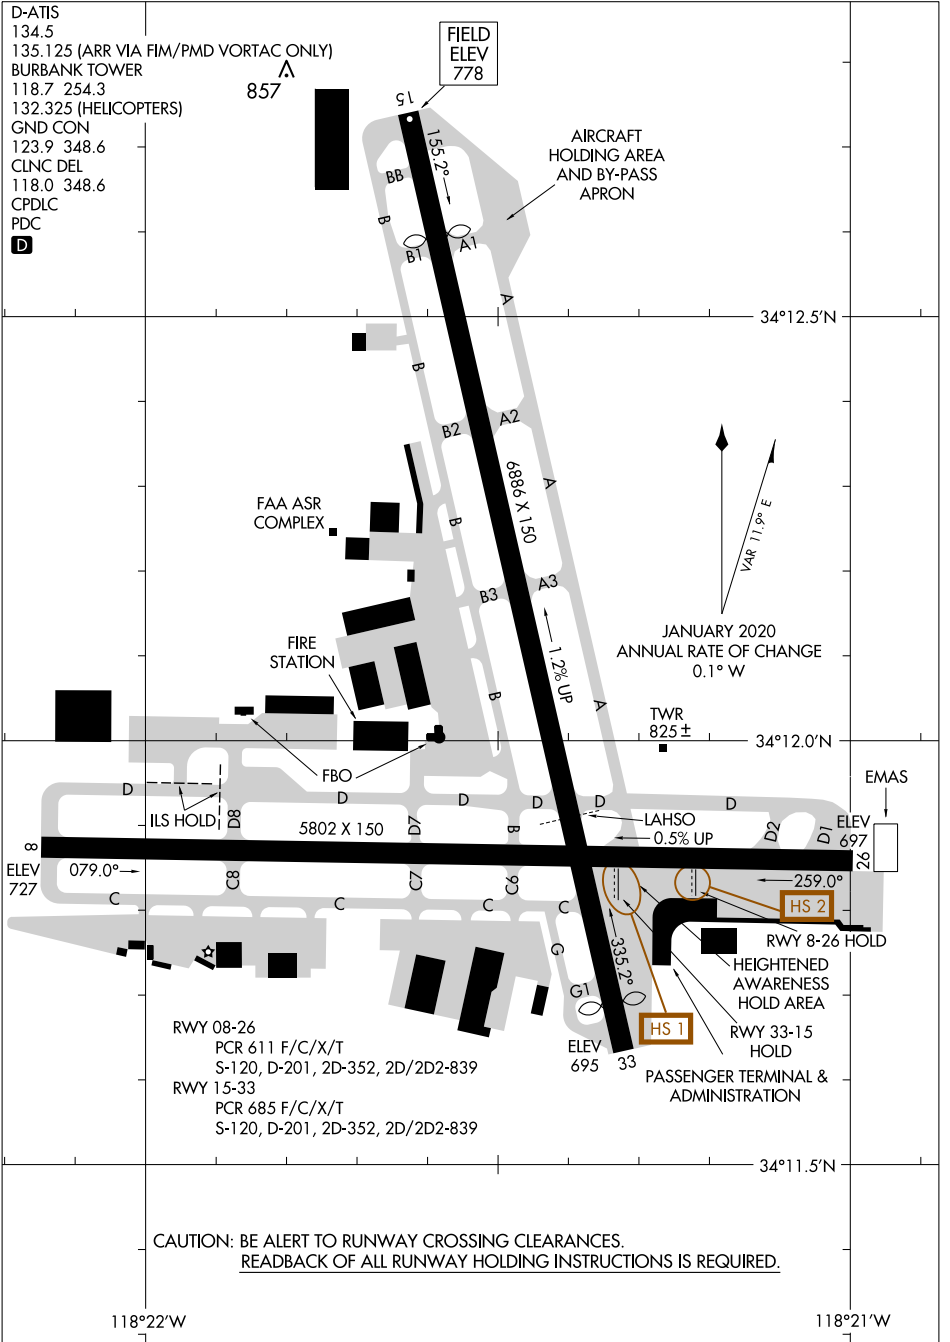 D-ATIS
134.5
135.125 (ARR VIA FIM/PMD VORTAC ONLY)
BURBANK TOWER
118.7 254.3
132.325 (HELICOPTERS)
GND CON
123.9 348.6
CLNC DEL
118.0 348.6
CPDLC
PDC
D
857
FIELD
ELEV
778
15
155.2°
AIRCRAFT
HOLDING AREA
AND BY-PASS
APRON
BB
B
B1
A1
A
34°12.5'N
B
B2
A2
6886 X 150
A
B
FAA ASR
COMPLEX
VAR 11.9° E
JANUARY 2020
ANNUAL RATE OF CHANGE
0.1° W
B3
A3
1.2% UP
FIRE
STATION
B
A
TWR
825±
34°12.0'N
FBO
EMAS
D
ILS HOLD
D8
D
D7
D
B
D
D
LAHSO
0.5% UP
D
D2
D1
ELEV
697
26
5802 X 150
8
ELEV
727
079.0°
C8
C7
C6
259.0°
HS 2
C
C
C
C
G
335.2°
RWY 8-26 HOLD
HEIGHTENED
AWARENESS
HOLD AREA
G1
HS 1
RWY 33-15
HOLD
ELEV
695
33
PASSENGER TERMINAL &
ADMINISTRATION
RWY 08-26
PCR 611 F/C/X/T
S-120, D-201, 2D-352, 2D/2D2-839
RWY 15-33
PCR 685 F/C/X/T
S-120, D-201, 2D-352, 2D/2D2-839
34°11.5'N
CAUTION: BE ALERT TO RUNWAY CROSSING CLEARANCES.
READBACK OF ALL RUNWAY HOLDING INSTRUCTIONS IS REQUIRED.
118°22'W
118°21'W